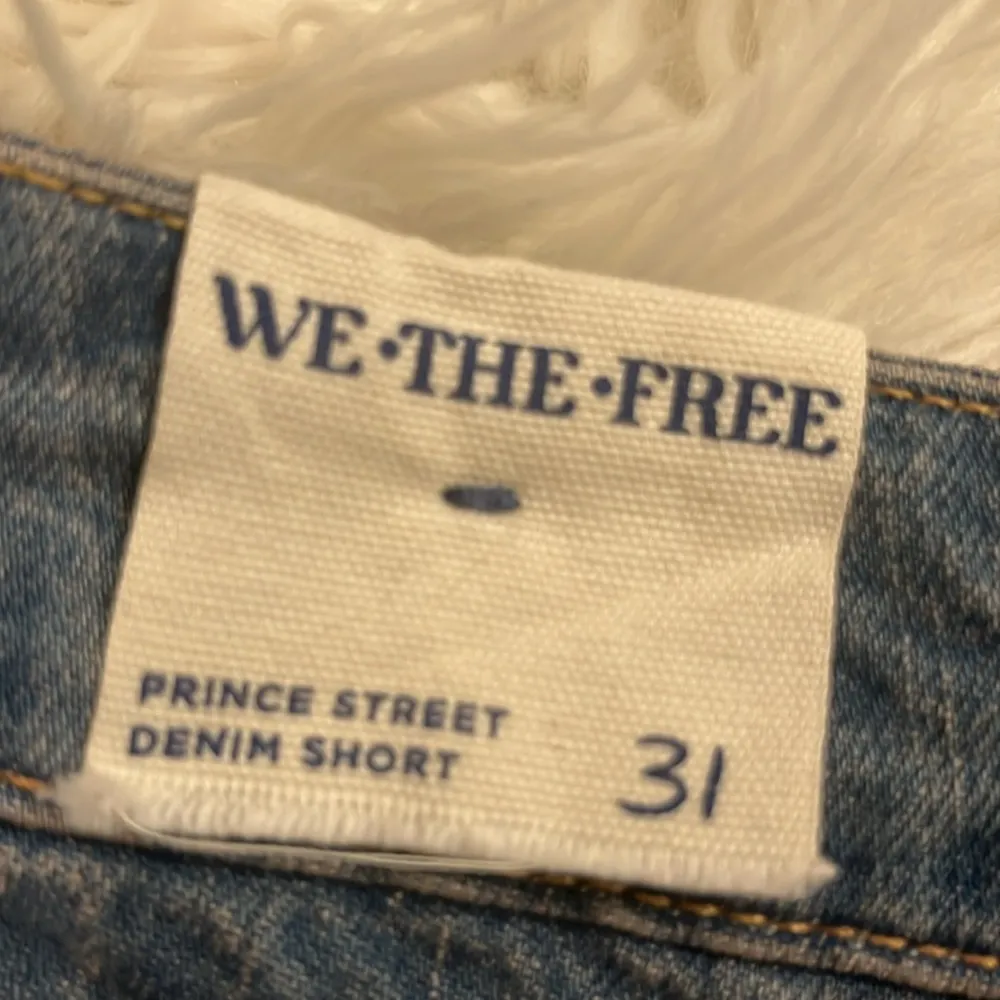 WE·THE·FREE
PRINCE STREET
DENIM SHORT
31